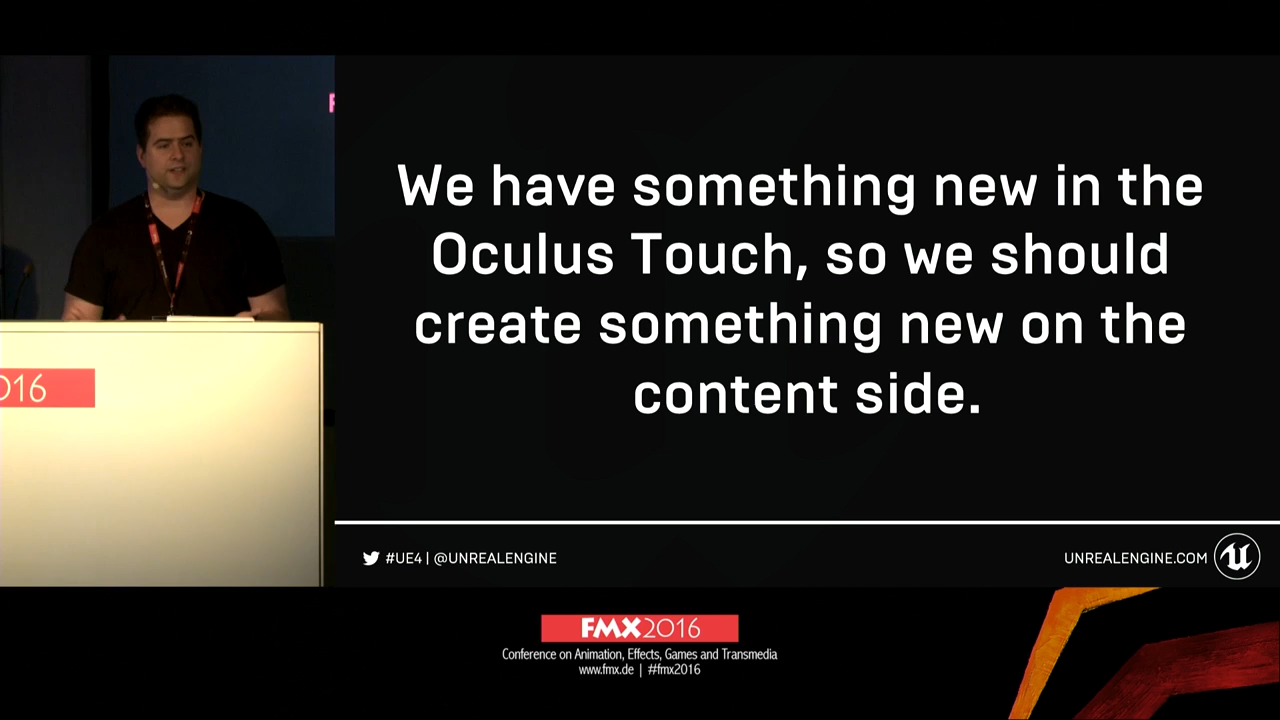 We have something new in the
Oculus Touch, so we should
create something new on the
content side.
#UE4 | @UNREALENGINE
UNREALENGINE.COM
016
FMX2016
Conference on Animation, Effects, Games and Transmedia
www.fmx.de | #fmx2016